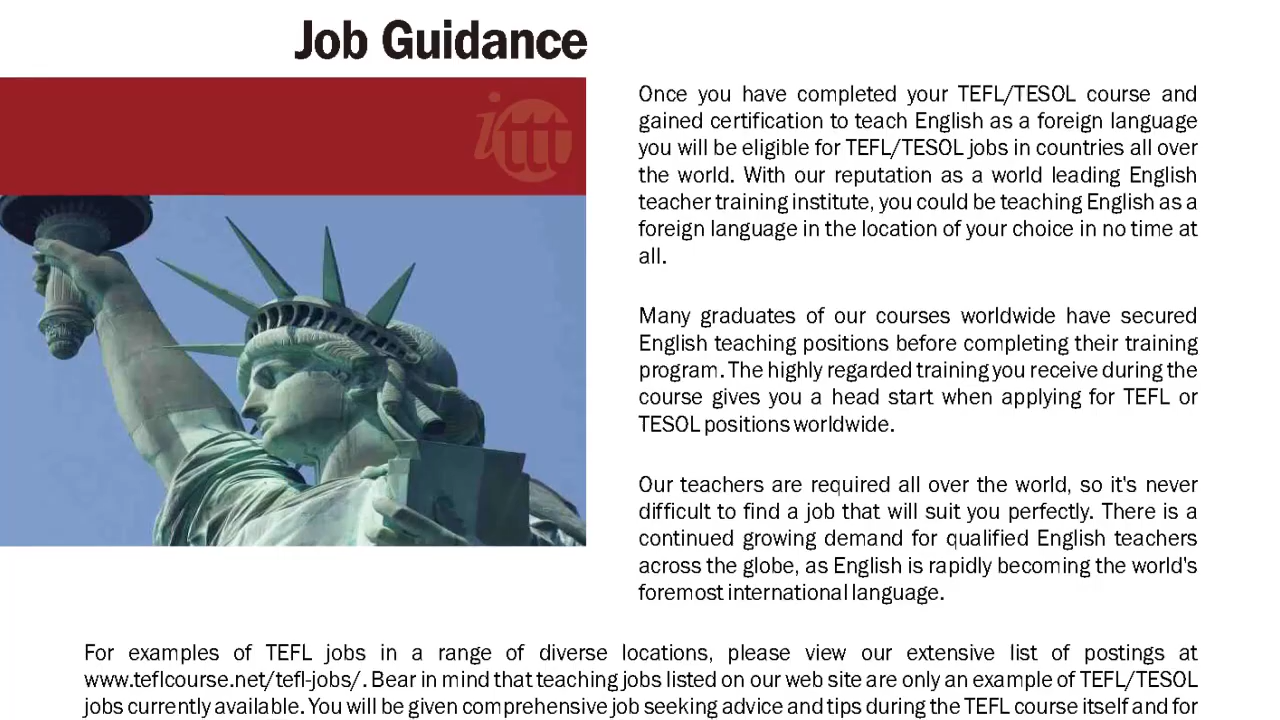 Job Guidance
ittt
Once you have completed your TEFL/TESOL course and
gained certification to teach English as a foreign language
you will be eligible for TEFL/TESOL jobs in countries all over
the world. With our reputation as a world leading English
teacher training institute, you could be teaching English as a
foreign language in the location of your choice in no time at
all.
Many graduates of our courses worldwide have secured
English teaching positions before completing their training
program. The highly regarded training you receive during the
course gives you a head start when applying for TEFL or
TESOL positions worldwide.
Our teachers are required all over the world, so it's never
difficult to find a job that will suit you perfectly. There is a
continued growing demand for qualified English teachers
across the globe, as English is rapidly becoming the world's
foremost international language.
For examples of TEFL jobs in a range of diverse locations, please view our extensive list of postings at
www.teflcourse.net/tefl-jobs/. Bear in mind that teaching jobs listed on our web site are only an example of TEFL/TESOL
jobs currently available. You will be given comprehensive job seeking advice and tips during the TEFL course itself and for